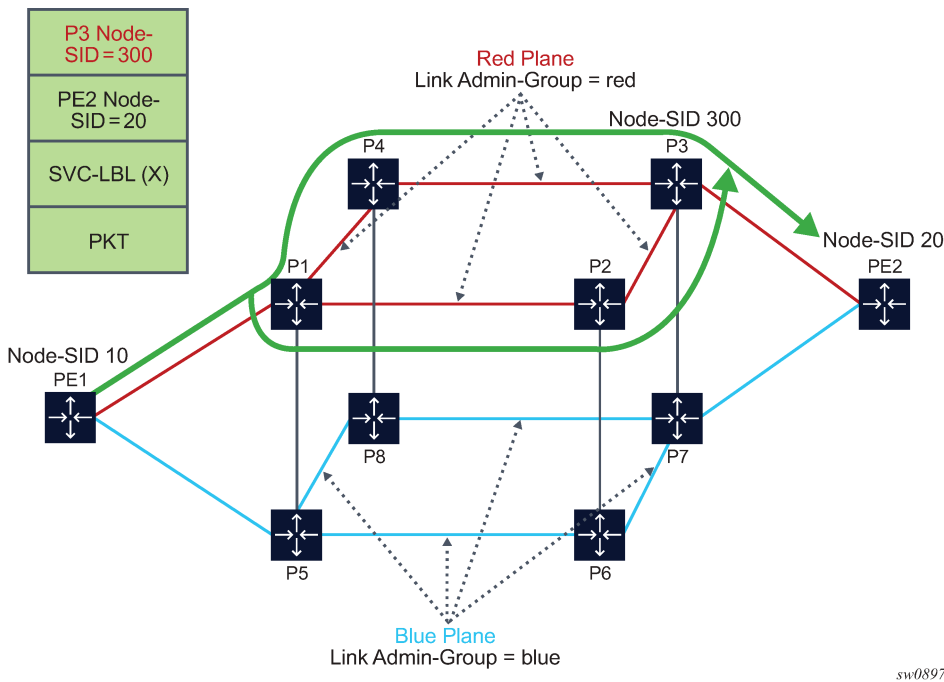 P3 Node-
SID=300
PE2 Node-
SID=20
SVC-LBL (X)
PKT
Red Plane
Link Admin-Group = red
Node-SID 300
P4
P3
Node-SID 20
PE2
P1
P2
Node-SID 10
PE1
P8
P7
P5
P6
Blue Plane
Link Admin-Group = blue
sw0897